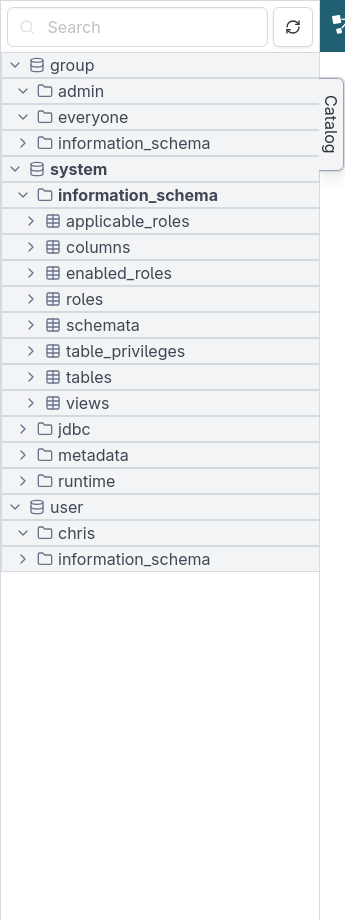 Search
group
admin
everyone
information_schema
system
information_schema
applicable_roles
columns
enabled_roles
roles
schemata
table_privileges
tables
views
jdbc
metadata
runtime
user
chris
information_schema
Catalog